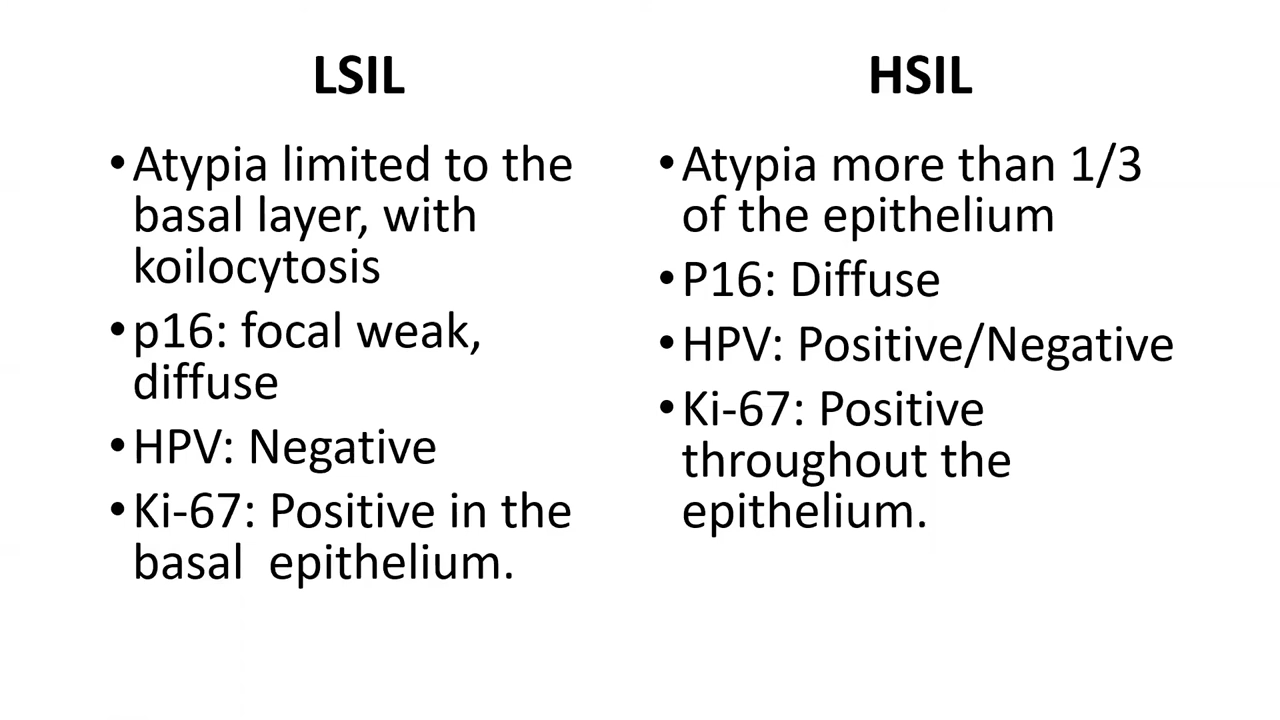 LSIL
•Atypia limited to the
basal layer, with
koilocytosis
•p16: focal weak,
diffuse
•HPV: Negative
•Ki-67: Positive in the
basal  epithelium.
HSIL
•Atypia more than 1/3
of the epithelium
•P16: Diffuse
•HPV: Positive/Negative
•Ki-67: Positive
throughout the
epithelium.